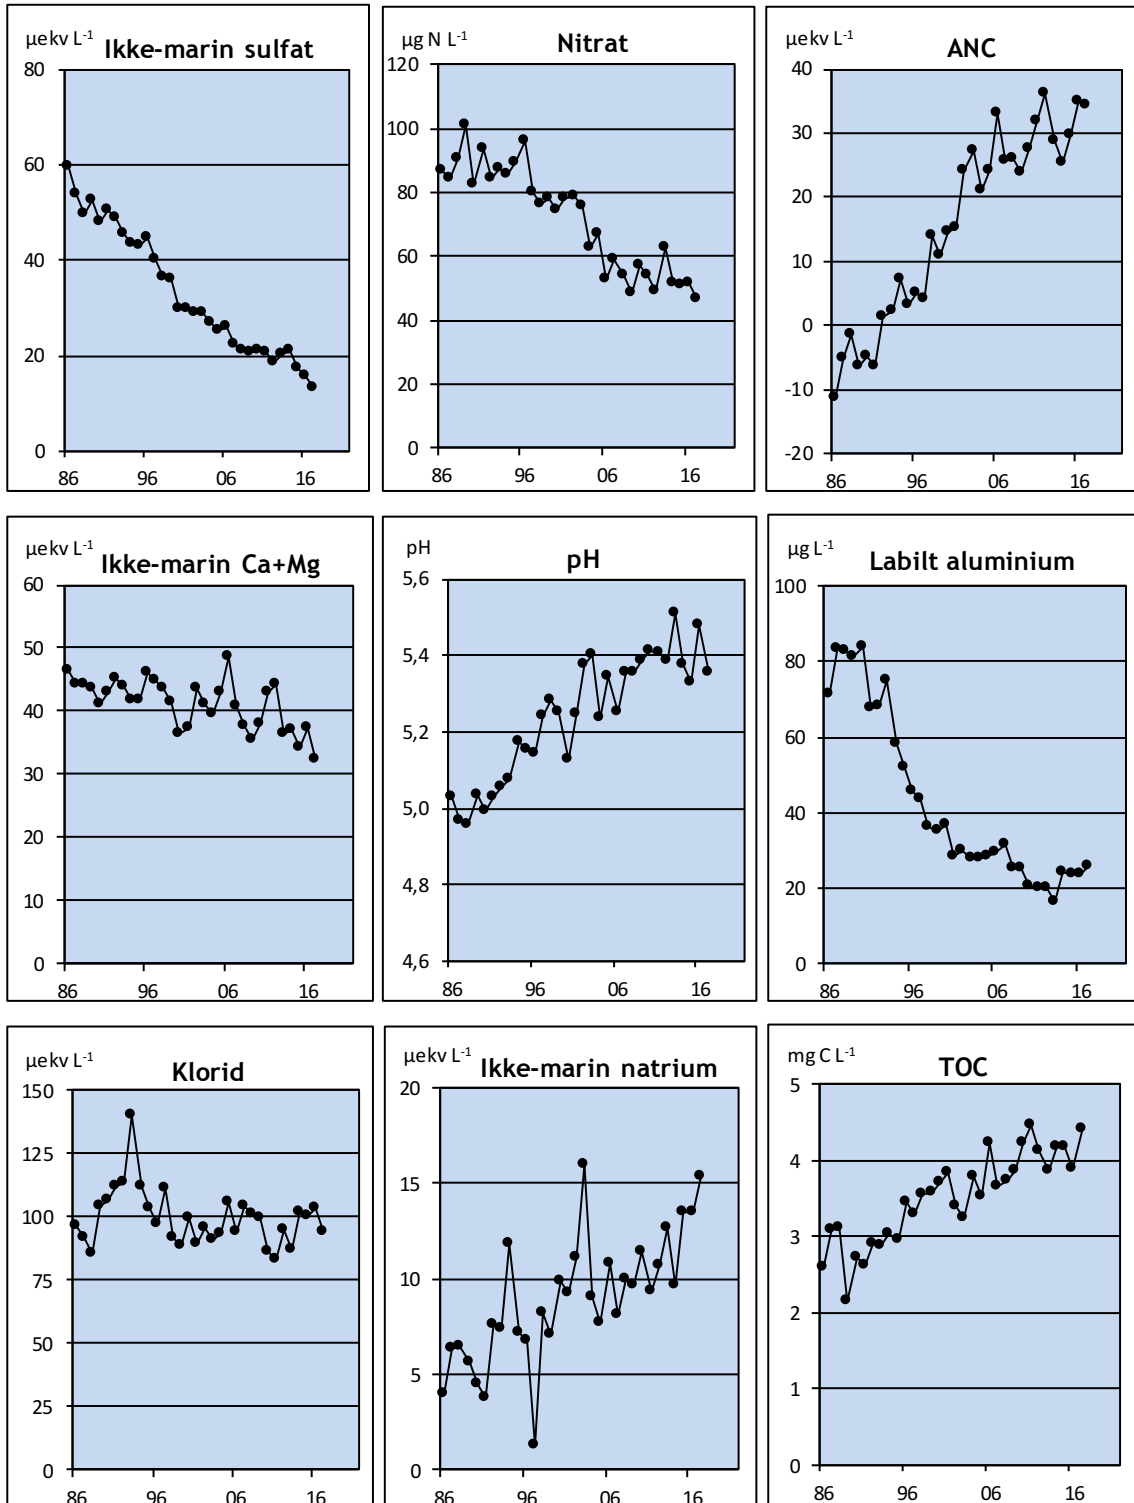 µekv L-1
Ikke-marin sulfat
80
60
40
20
0
86 96 06 16
µg N L-1
Nitrat
120
100
80
60
40
20
0
86 96 06 16
µekv L-1
ANC
40
30
20
10
0
-10
-20
86 96 06 16
µekv L-1
Ikke-marin Ca+Mg
60
50
40
30
20
10
0
86 96 06 16
pH
pH
5,6
5,4
5,2
5,0
4,8
4,6
86 96 06 16
µg L-1
Labilt aluminium
100
80
60
40
20
0
86 96 06 16
µekv L-1
Klorid
150
125
100
75
50
25
0
86 96 06 16
µekv L-1
Ikke-marin natrium
20
15
10
5
0
86 96 06 16
mg C L-1
TOC
5
4
3
2
1
0
86 96 06 16